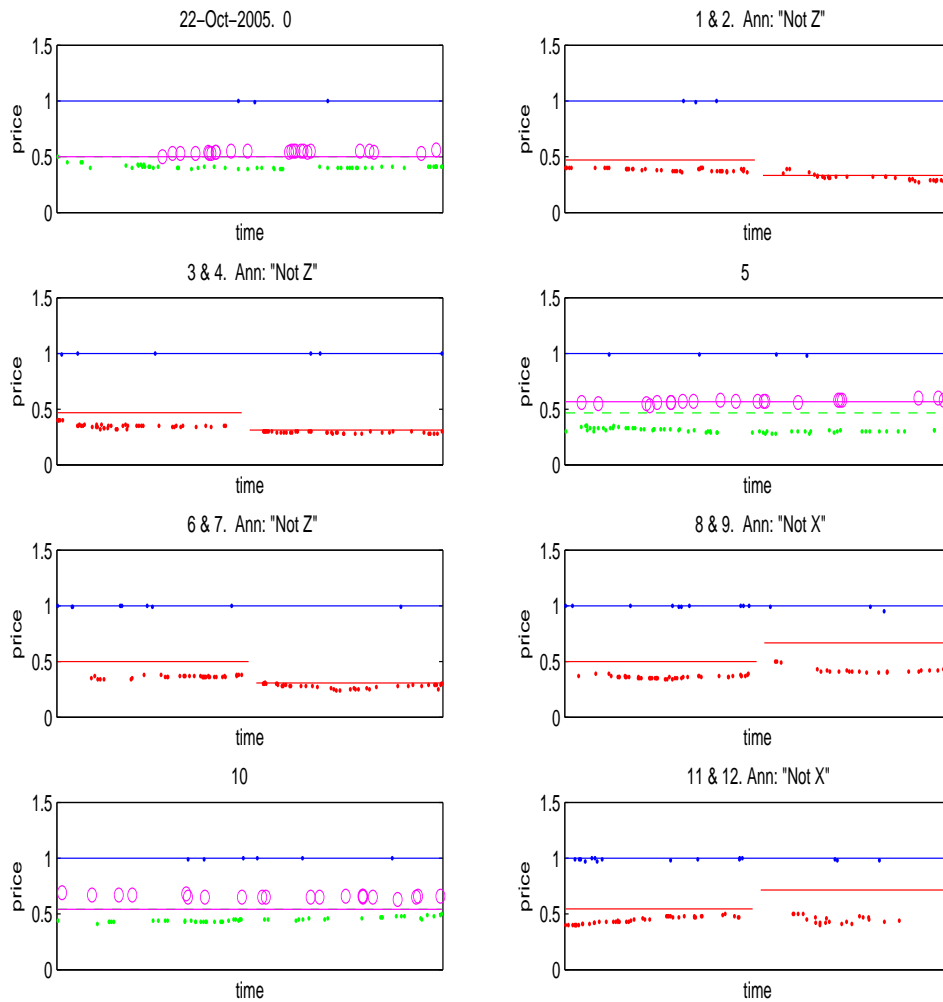 22–Oct–2005.  0
1.5
1
0.5
0
price
time
1 & 2.  Ann: "Not Z"
1.5
1
0.5
0
price
time
3 & 4.  Ann: "Not Z"
1.5
1
0.5
0
price
time
5
1.5
1
0.5
0
price
time
6 & 7.  Ann: "Not Z"
1.5
1
0.5
0
price
time
8 & 9.  Ann: "Not X"
1.5
1
0.5
0
price
time
10
1.5
1
0.5
0
price
time
11 & 12. Ann: "Not X"
1.5
1
0.5
0
price
time